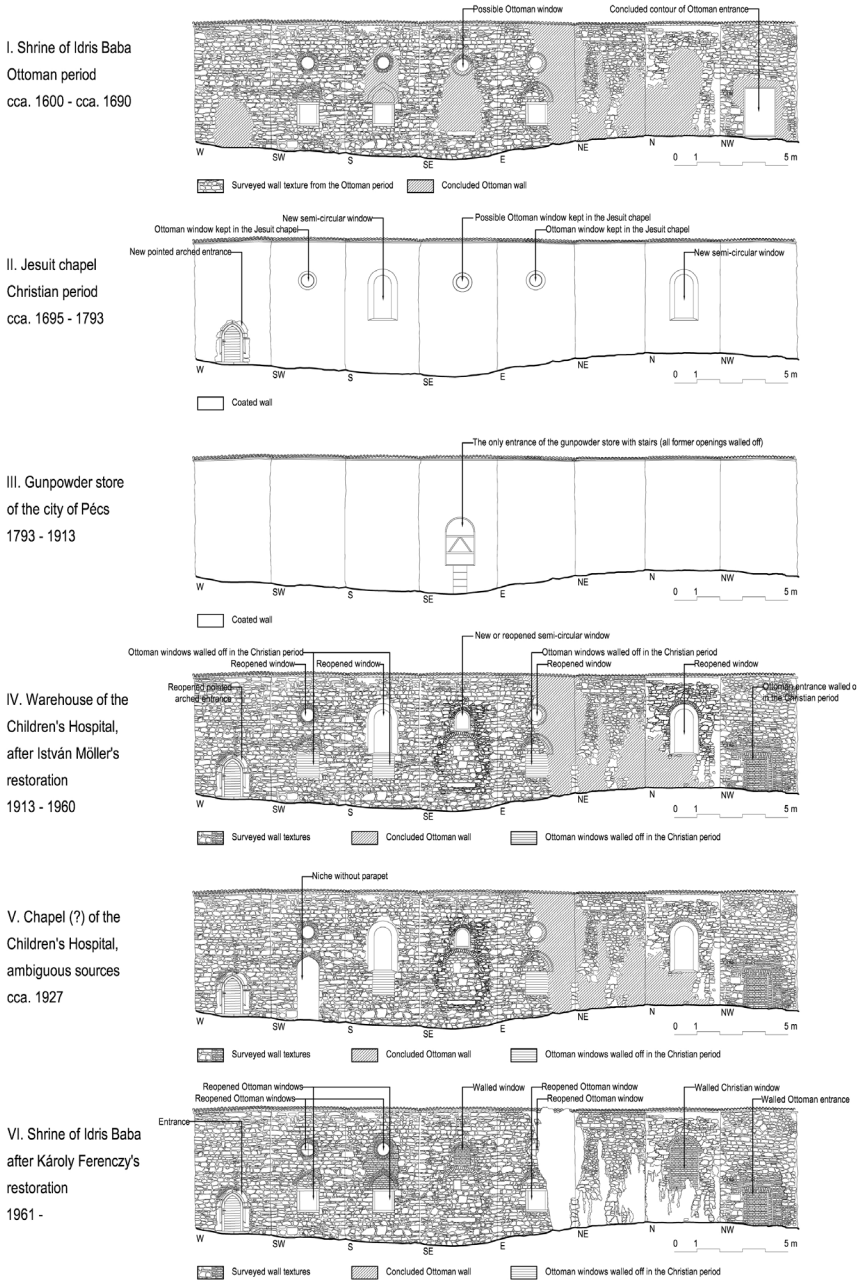 I. Shrine of Idris Baba
Ottoman period
cca. 1600 - cca. 1690
Possible Ottoman window
Concluded contour of Ottoman entrance
W
SW
S
SE
E
NE
N
NW
0 1 5 m
Surveyed wall texture from the Ottoman period
Concluded Ottoman wall
II. Jesuit chapel
Christian period
cca. 1695 - 1793
New semi-circular window
Possible Ottoman window kept in the Jesuit chapel
Ottoman window kept in the Jesuit chapel
Ottoman window kept in the Jesuit chapel
New pointed arched entrance
New semi-circular window
W
SW
S
SE
E
NE
N
NW
0 1 5 m
Coated wall
III. Gunpowder store
of the city of Pécs
1793 - 1913
The only entrance of the gunpowder store with stairs (all former openings walled off)
W
SW
S
SE
E
NE
N
NW
0 1 5 m
Coated wall
IV. Warehouse of the
Children's Hospital,
after István Möller's
restoration
1913 - 1960
New or reopened semi-circular window
Ottoman windows walled off in the Christian period
Ottoman windows walled off in the Christian period
Reopened window
Reopened window
Reopened window
Reopened window
Reopened pointed
arched entrance
Ottoman entrance walled o
in the Christian period
W
SW
S
SE
E
NE
N
NW
0 1 5 m
Surveyed wall textures
Concluded Ottoman wall
Ottoman windows walled off in the Christian period
V. Chapel (?) of the
Children's Hospital,
ambiguous sources
cca. 1927
Niche without parapet
W
SW
S
SE
E
NE
N
NW
0 1 5 m
Surveyed wall textures
Concluded Ottoman wall
Ottoman windows walled off in the Christian period
VI. Shrine of Idris Baba
after Károly Ferenczy's
restoration
1961 -
Reopened Ottoman windows
Walled window
Reopened Ottoman window
Walled Christian window
Reopened Ottoman windows
Reopened Ottoman window
Walled Ottoman entrance
Entrance
W
SW
S
SE
E
NE
N
NW
0 1 5 m
Surveyed wall textures
Concluded Ottoman wall
Ottoman windows walled off in the Christian period